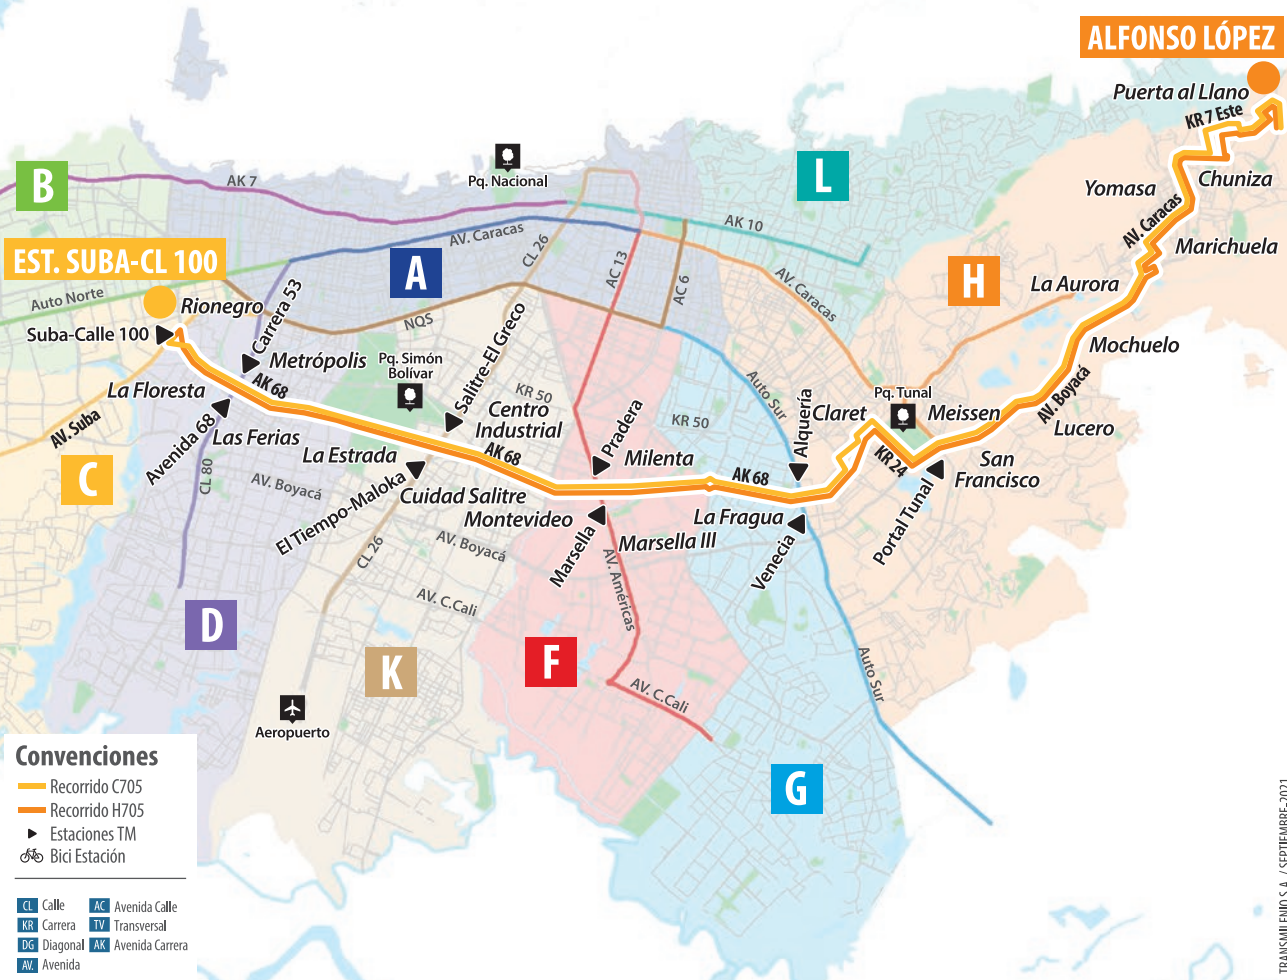 ALFONSO LÓPEZ
Puerta al Llano
KR 7 Este
Pq. Nacional
B
AK 7
L
Yomasa
Chuniza
AV. Caracas
AK 10
AV. Caracas
CL 26
EST. SUBA-CL 100
A
AC 13
AC 6
AV. Caracas
H
Marichuela
La Aurora
Auto Norte
Rionegro
Carrera 53
NQS
Suba-Calle 100
Metrópolis
Pq. Simón
Bolívar
Salitre-El Greco
Mochuelo
La Floresta
AK 68
KR 50
Auto Sur
Pq. Tunal
AV. Boyacá
AV. Suba
Avenida 68
Las Ferias
Centro
Industrial
Pradera
KR 50
Alquería
Claret
Meissen
Lucero
La Estrada
AK 68
Milenta
AK 68
KR 24
San
Francisco
C
CL 80
AV. Boyacá
El Tiempo-Maloka
Cuidad Salitre
Montevideo
La Fragua
Portal Tunal
CL 26
AV. Boyacá
Marsella
Marsella III
Venecia
AV. C.Cali
AV. Américas
D
K
F
Auto Sur
AV. C.Cali
Aeropuerto
G
Convenciones
Recorrido C705
Recorrido H705
Estaciones TM
Bici Estación
CL Calle
AC Avenida Calle
KR Carrera
TV Transversal
DG Diagonal
AK Avenida Carrera
AV. Avenida
TRANSMILENIO S.A. / SEPTIEMBRE-2021